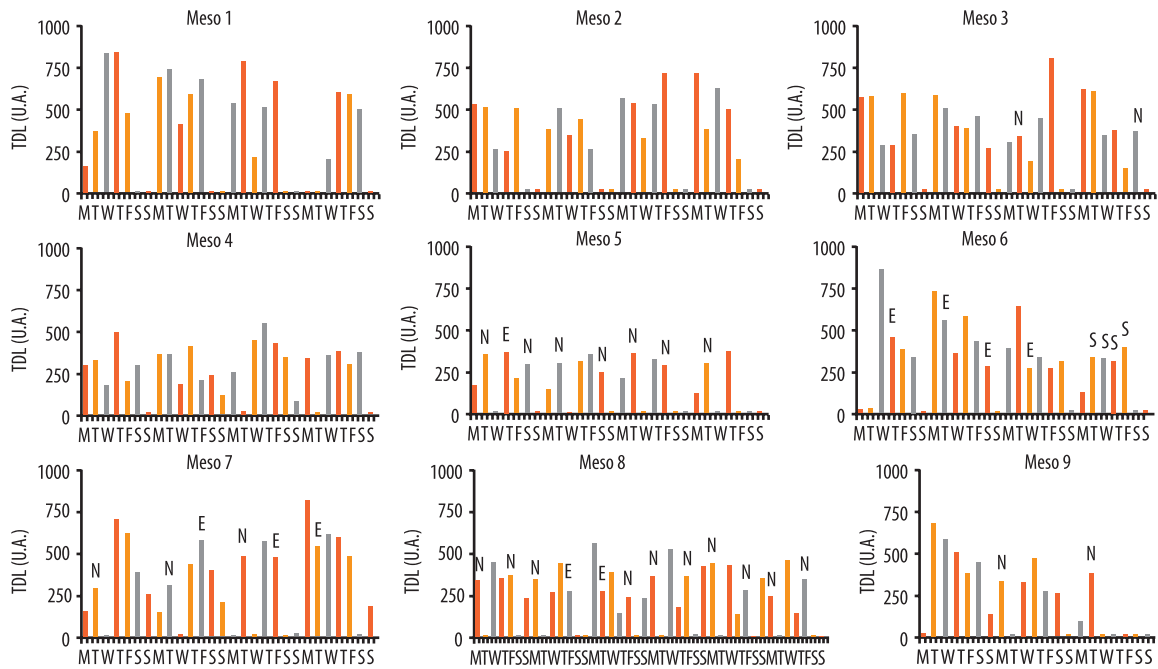 Meso 1
1000
750
500
250
0
TDL (U.A.)
MTWTFSSMTWTFSSMTWTFSSMTWTFSS
Meso 2
1000
750
500
250
0
TDL (U.A.)
MTWTFSSMTWTFSSMTWTFSSMTWTFSS
Meso 3
1000
750
500
250
0
TDL (U.A.)
N N
MTWTFSSMTWTFSSMTWTFSSMTWTFSS
Meso 4
1000
750
500
250
0
TDL (U.A.)
MTWTFSSMTWTFSSMTWTFSSMTWTFSS
Meso 5
1000
750
500
250
0
TDL (U.A.)
N E N N N N N N
MTWTFSSMTWTFSSMTWTFSSMTWTFSS
Meso 6
1000
750
500
250
0
TDL (U.A.)
E E E E S S S S
MTWTFSSMTWTFSSMTWTFSSMTWTFSS
Meso 7
1000
750
500
250
0
TDL (U.A.)
N N E N E E
MTWTFSSMTWTFSSMTWTFSSMTWTFSS
Meso 8
1000
750
500
250
0
TDL (U.A.)
N N N E E N N N N N N N
MTWTFSSMTWTFSSMTWTFSSMTWTFSSMTWTFSSMTWTFSS
Meso 9
1000
750
500
250
0
TDL (U.A.)
N N
MTWTFSSMTWTFSSMTWTFSS